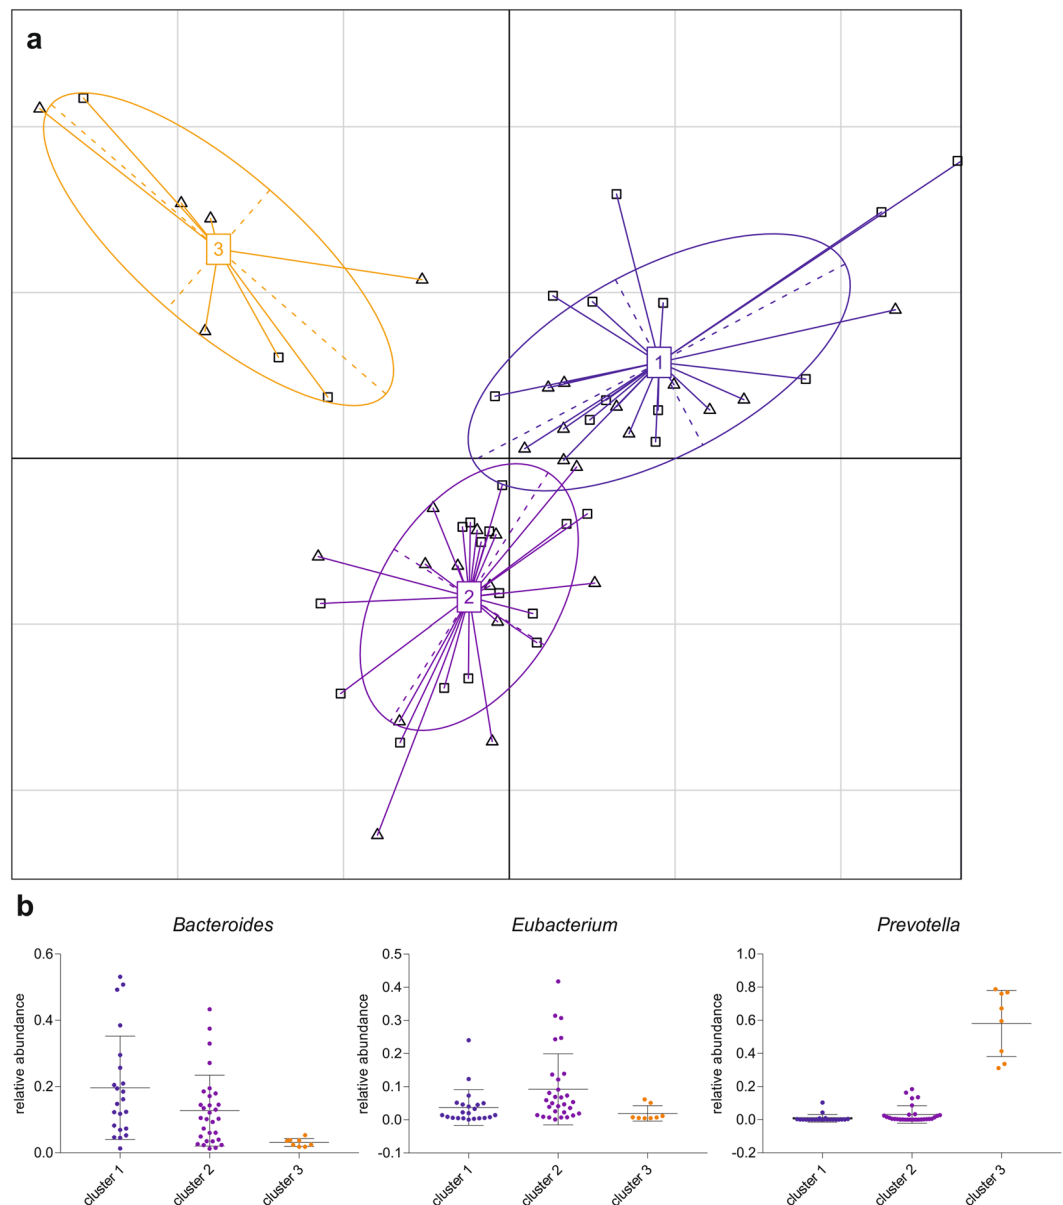 a
3
1
2
b
Bacteroides
Eubacterium
Prevotella
relative abundance
0.6
0.4
0.2
0.0
cluster 1
cluster 2
cluster 3
relative abundance
0.5
0.4
0.3
0.2
0.1
0.0
-0.1
cluster 1
cluster 2
cluster 3
relative abundance
1.0
0.8
0.6
0.4
0.2
0.0
-0.2
cluster 1
cluster 2
cluster 3